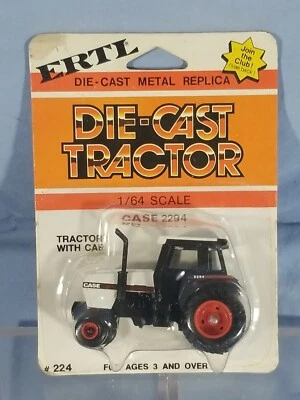 ERTL
Join
the
Club!
DIE-CAST METAL REPLICA
DIE-CAST
TRACTOR
1/64 SCALE
CASE 2294
TRACTOR
WITH CAB
CASE
2294
# 224
FOR AGES 3 AND OVER